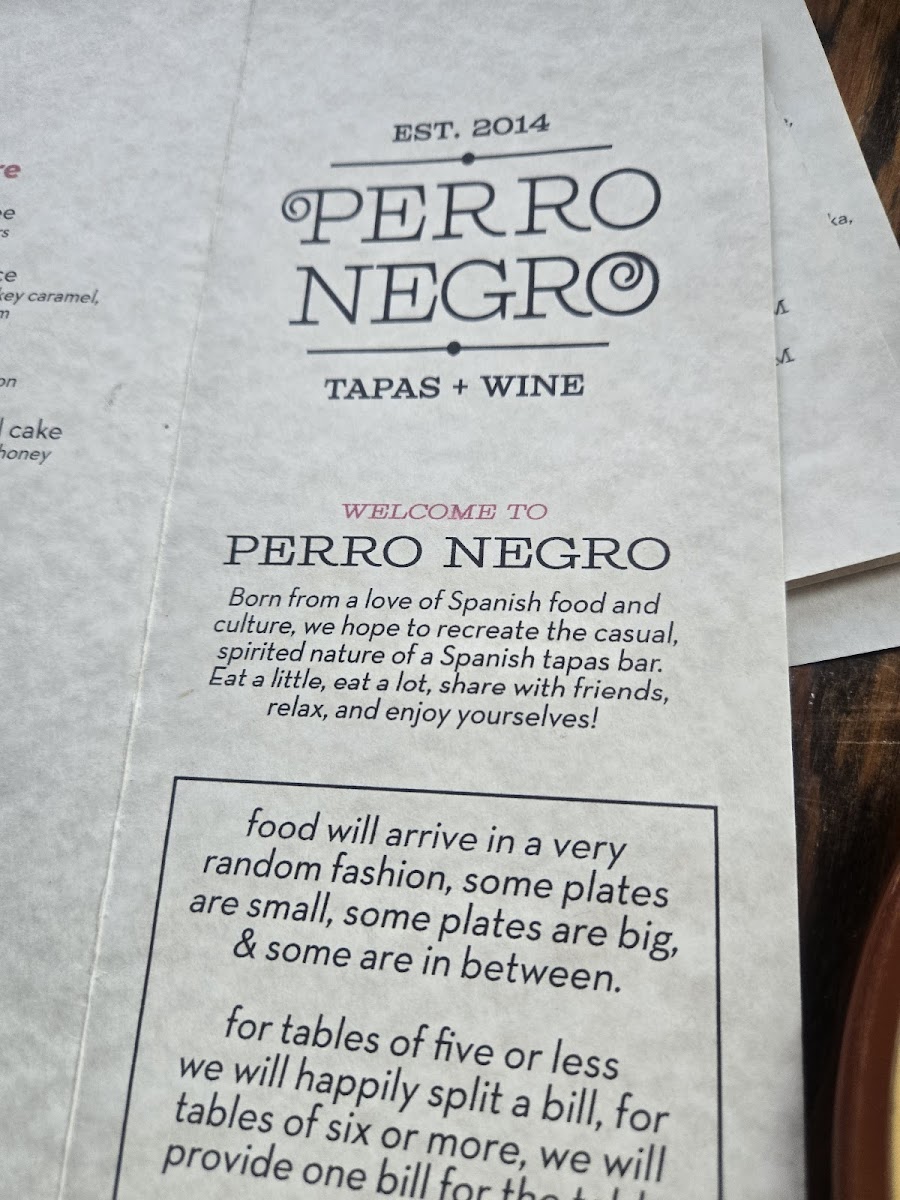 cey caramel,
cake
honey
EST. 2014
PERRO
NEGRO
TAPAS + WINE
WELCOME TO
PERRO NEGRO
Born from a love of Spanish food and
culture, we hope to recreate the casual,
spirited nature of a Spanish tapas bar.
Eat a little, eat a lot, share with friends,
relax, and enjoy yourselves!
food will arrive in a very
random fashion, some plates
are small, some plates are big,
& some are in between.
for tables of five or less
we will happily split a bill, for
tables of six or more, we will
provide one bill for the